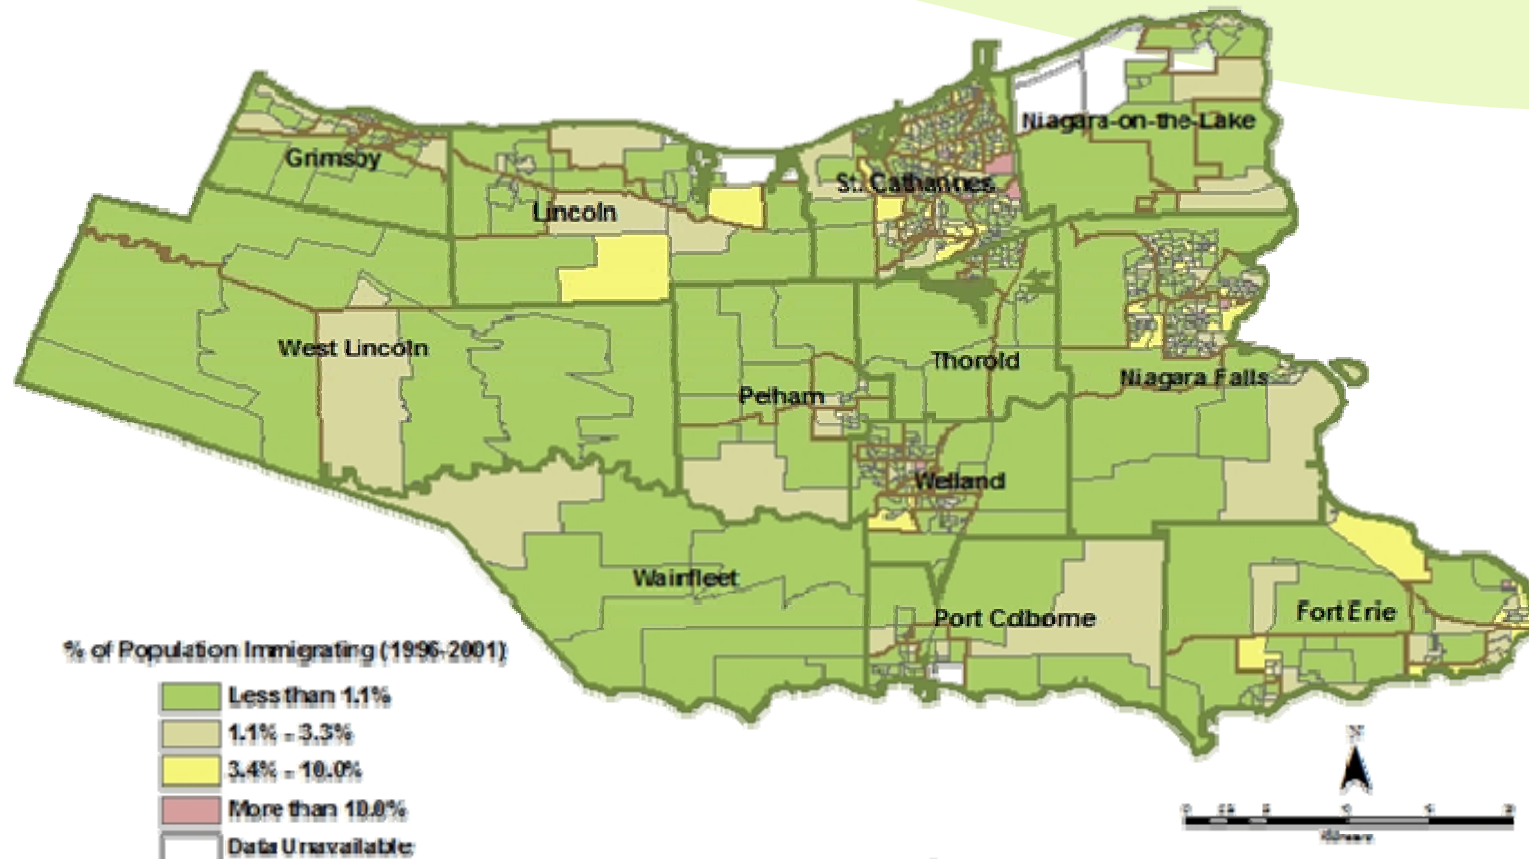 Niagara-on-the-Lake
Grimsby
St. Catharines
Lincoln
West Lincoln
Thorold
Niagara Falls
Pelham
Welland
Wainfleet
Port Colborne
Fort Erie
% of Population Immigrating (1996-2001)
Less than 1.1%
1.1% - 3.3%
3.4% - 10.0%
More than 10.0%
Data Unavailable
N